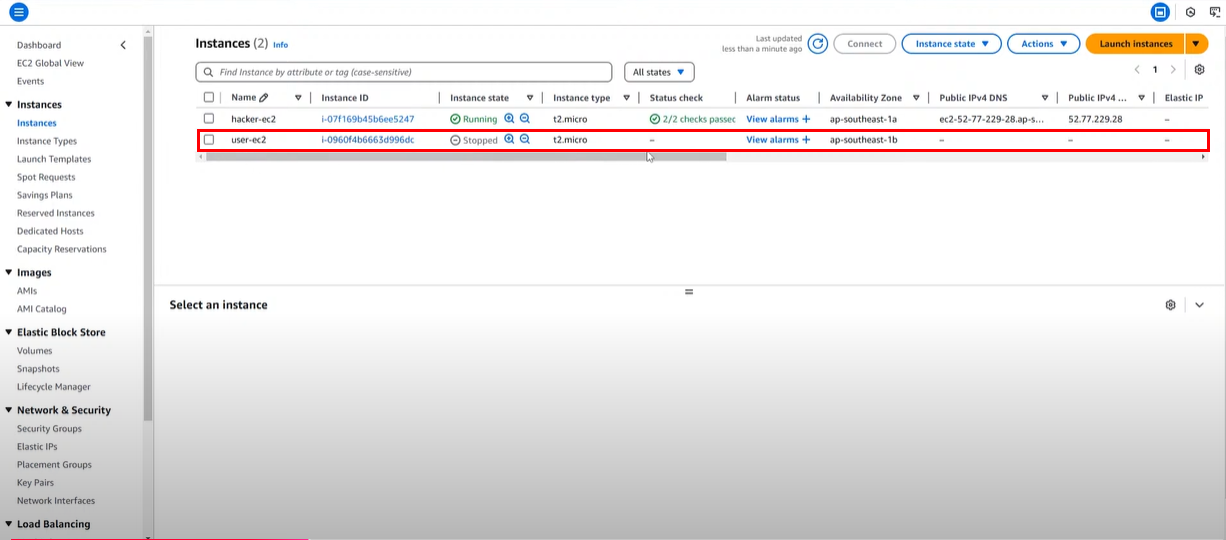 Instances (2) Info
Last updated
less than a minute ago
Connect
Instance state
Actions
Launch instances
Find Instance by attribute or tag (case-sensitive)
All states
1
Name Instance ID Instance state Instance type Status check Alarm status Availability Zone Public IPv4 DNS Public IPv4 ... Elastic IP
hacker-ec2 i-07f169b45b6ee5247 Running t2.micro 2/2 checks passec View alarms + ap-southeast-1a ec2-52-77-229-28.ap-s... 52.77.229.28 –
user-ec2 i-0960f4b6663d996dc Stopped t2.micro – View alarms + ap-southeast-1b – – –
Select an instance
Dashboard
EC2 Global View
Events
Instances
Instances
Instance Types
Launch Templates
Spot Requests
Savings Plans
Reserved Instances
Dedicated Hosts
Capacity Reservations
Images
AMIs
AMI Catalog
Elastic Block Store
Volumes
Snapshots
Lifecycle Manager
Network & Security
Security Groups
Elastic IPs
Placement Groups
Key Pairs
Network Interfaces
Load Balancing